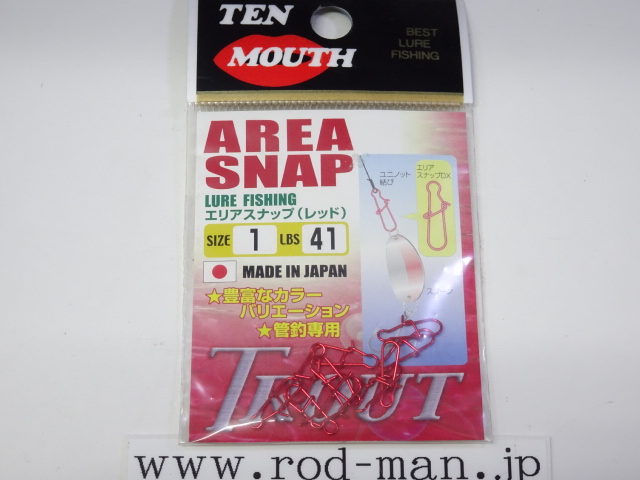 TEN
MOUTH
BEST
LURE
FISHING
AREA
SNAP
LURE FISHING
エリアスナップ(レッド)
SIZE 1 LBS 41
MADE IN JAPAN
★豊富なカラー
バリエーション
★管釣専用
ユニノット
結び
エリア
スナップDX
TROUT
www.rod-man.jp